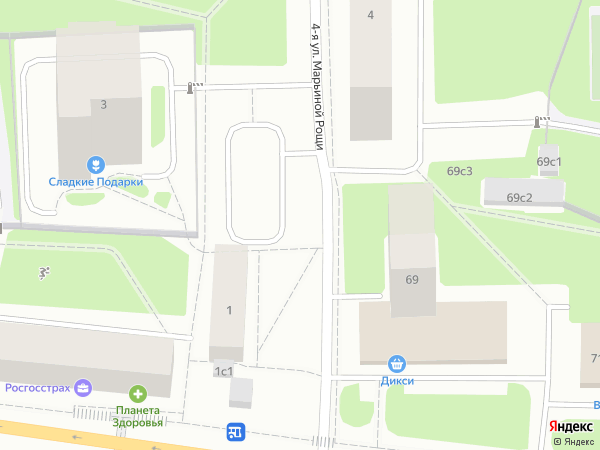 4
4-я ул. Марьиной Рощи
3
69с1
69с3
Сладкие Подарки
69с2
69
1
71
1с1
Росгосстрах
Дикси
Планета
Здоровья
В
Яндекс
© Яндекс